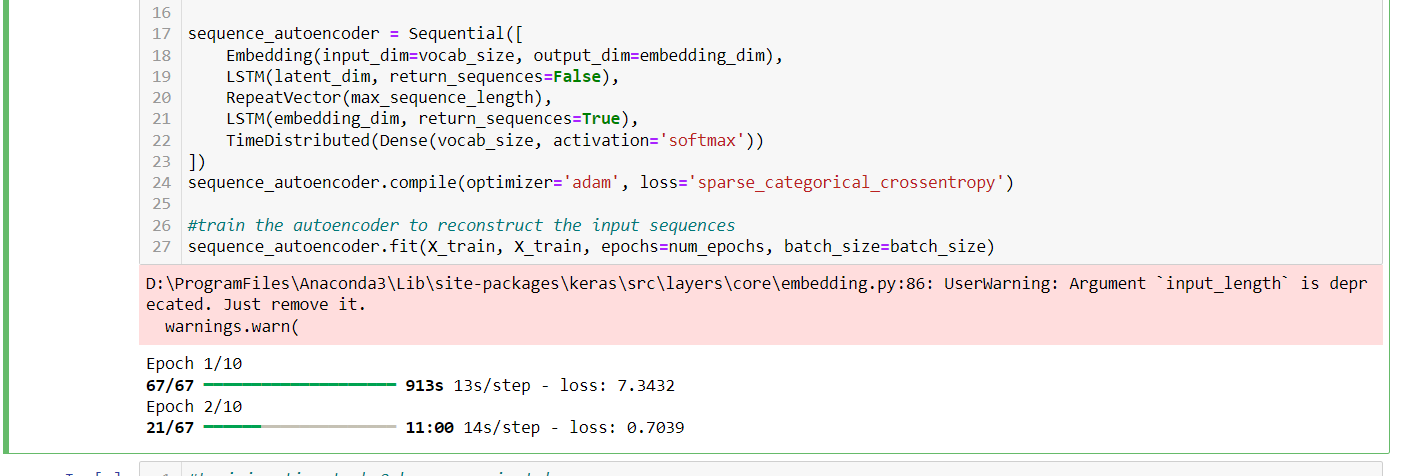 16
17 sequence_autoencoder = Sequential([
18     Embedding(input_dim=vocab_size, output_dim=embedding_dim),
19     LSTM(latent_dim, return_sequences=False),
20     RepeatVector(max_sequence_length),
21     LSTM(embedding_dim, return_sequences=True),
22     TimeDistributed(Dense(vocab_size, activation='softmax'))
23 ])
24 sequence_autoencoder.compile(optimizer='adam', loss='sparse_categorical_crossentropy')
25
26 #train the autoencoder to reconstruct the input sequences
27 sequence_autoencoder.fit(X_train, X_train, epochs=num_epochs, batch_size=batch_size)
D:\ProgramFiles\Anaconda3\Lib\site-packages\keras\src\layers\core\embedding.py:86: UserWarning: Argument `input_length` is depr
ecated. Just remove it.
  warnings.warn(
Epoch 1/10
67/67 913s 13s/step - loss: 7.3432
Epoch 2/10
21/67 11:00 14s/step - loss: 0.7039